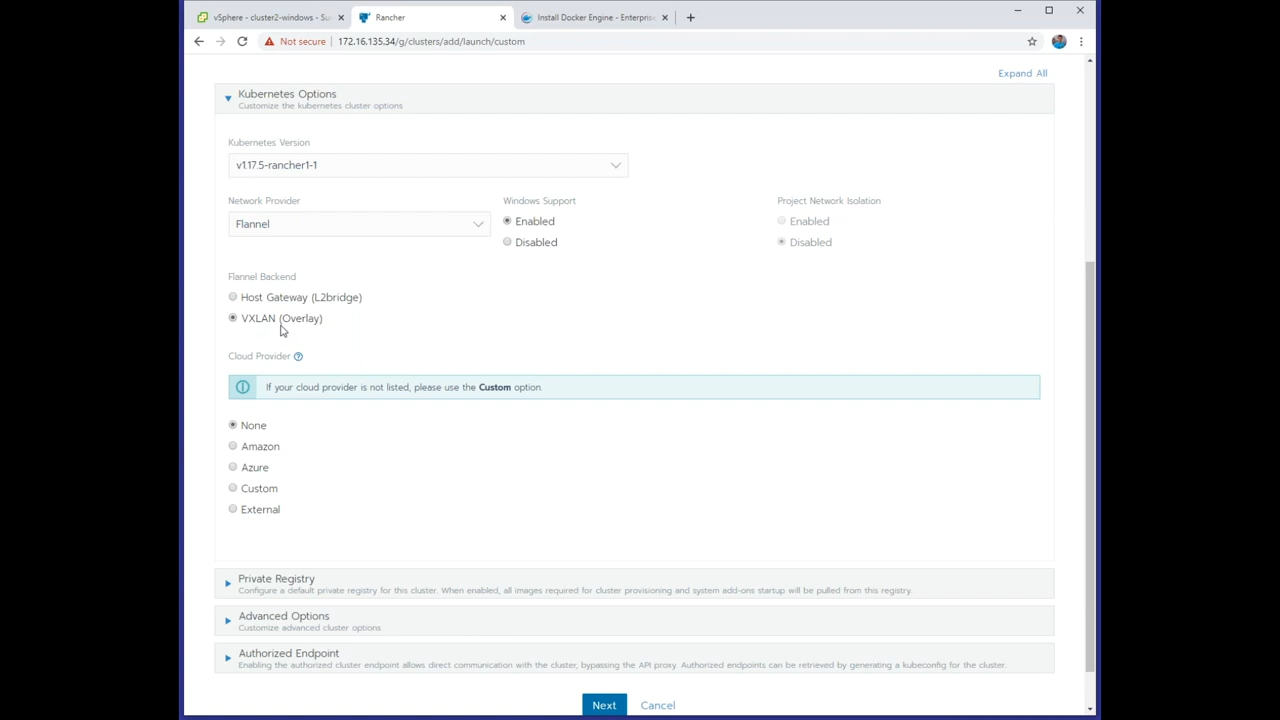 vSphere - cluster2-windows - Su
Rancher
Install Docker Engine - Enterpris
Not secure
172.16.135.34/g/clusters/add/launch/custom
Expand All
Kubernetes Options
Customize the kubernetes cluster options
Kubernetes Version
v1.17.5-rancher1-1
Network Provider
Windows Support
Project Network Isolation
Flannel
Enabled
Enabled
Disabled
Disabled
Flannel Backend
Host Gateway (L2bridge)
VXLAN (Overlay)
Cloud Provider
If your cloud provider is not listed, please use the Custom option.
None
Amazon
Azure
Custom
External
Private Registry
Configure a default private registry for this cluster. When enabled, all images required for cluster provisioning and system add-ons startup will be pulled from this registry.
Advanced Options
Customize advanced cluster options
Authorized Endpoint
Enabling the authorized cluster endpoint allows direct communication with the cluster, bypassing the API proxy. Authorized endpoints can be retrieved by generating a kubeconfig for the cluster.
Next
Cancel